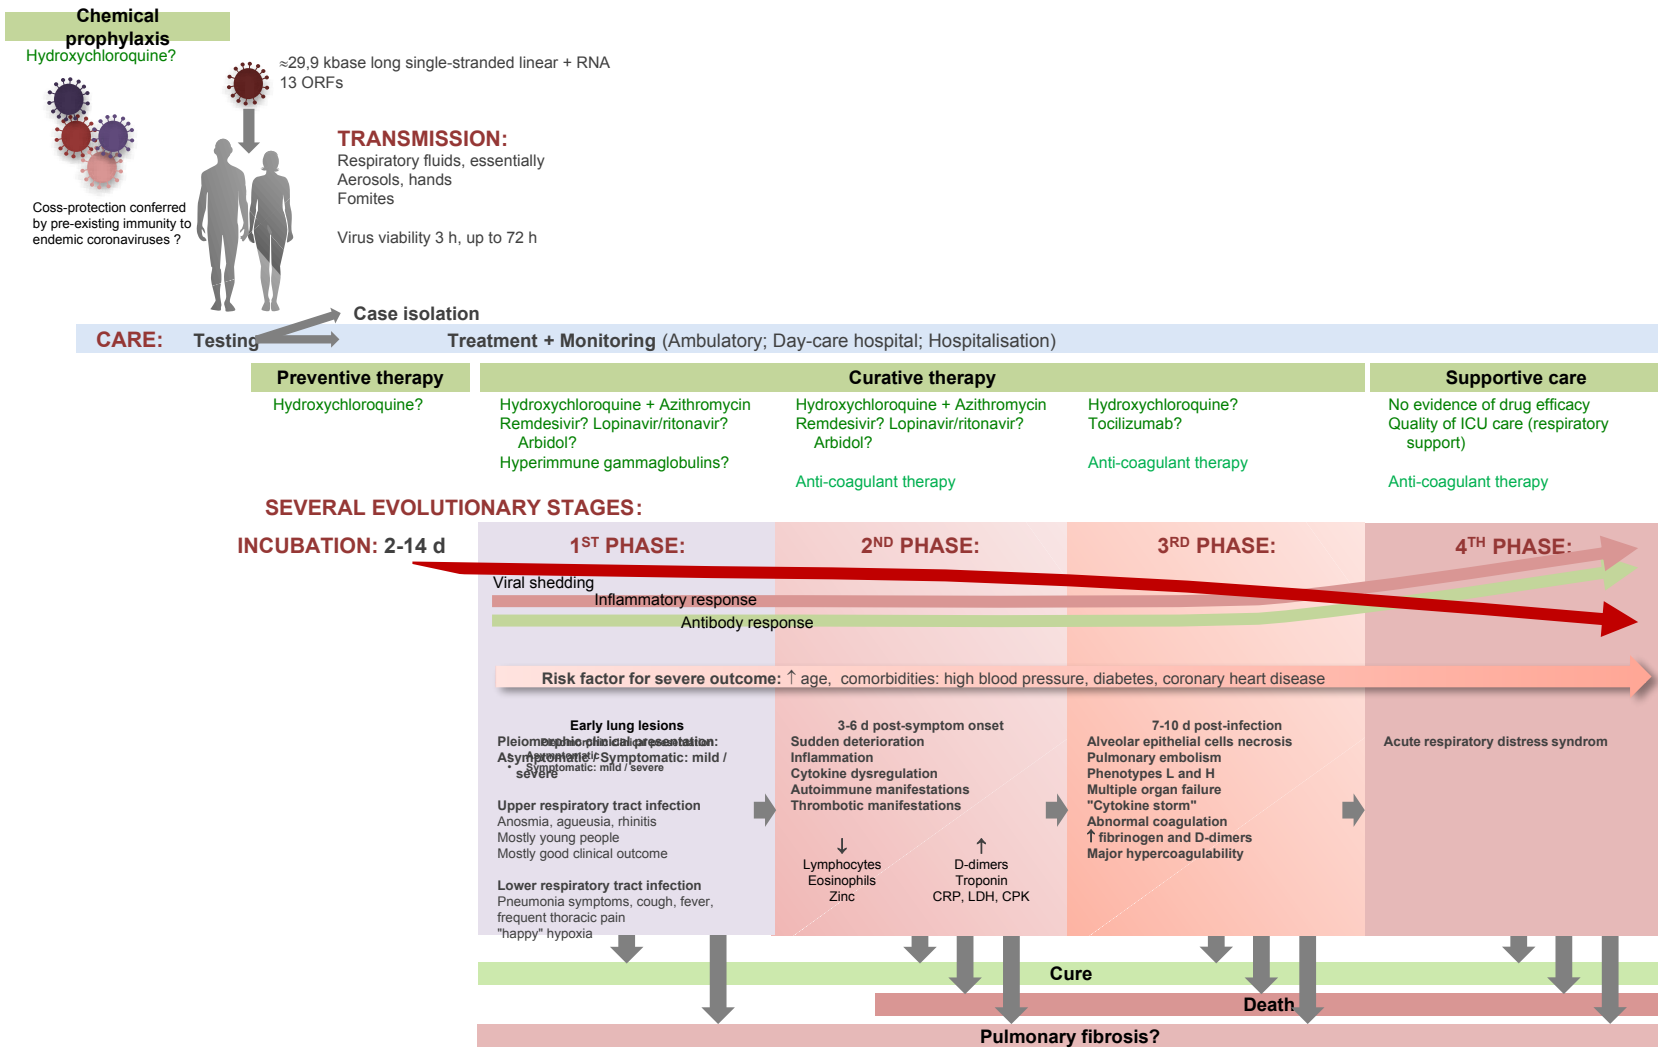 Chemical
prophylaxis
Hydroxychloroquine?
≈29,9 kbase long single-stranded linear + RNA
13 ORFs
TRANSMISSION:
Respiratory fluids, essentially
Aerosols, hands
Fomites
Virus viability 3 h, up to 72 h
Coss-protection conferred
by pre-existing immunity to
endemic coronaviruses ?
Case isolation
CARE: Testing Treatment + Monitoring (Ambulatory; Day-care hospital; Hospitalisation)
Preventive therapy
Hydroxychloroquine?
Curative therapy
Hydroxychloroquine + Azithromycin
Remdesivir? Lopinavir/ritonavir?
Arbidol?
Hyperimmune gammaglobulins?
Hydroxychloroquine + Azithromycin
Remdesivir? Lopinavir/ritonavir?
Arbidol?
Anti-coagulant therapy
Hydroxychloroquine?
Tocilizumab?
Anti-coagulant therapy
Supportive care
No evidence of drug efficacy
Quality of ICU care (respiratory
support)
Anti-coagulant therapy
SEVERAL EVOLUTIONARY STAGES:
INCUBATION: 2-14 d
1ST PHASE:
2ND PHASE:
3RD PHASE:
4TH PHASE:
Viral shedding
Inflammatory response
Antibody response
Risk factor for severe outcome: ↑ age, comorbidities: high blood pressure, diabetes, coronary heart disease
Early lung lesions
Pleiomorphic clinical presentation:
Asymptomatic / Symptomatic: mild /
severe
• Symptomatic: mild / severe
Upper respiratory tract infection
Anosmia, agueusia, rhinitis
Mostly young people
Mostly good clinical outcome
Lower respiratory tract infection
Pneumonia symptoms, cough, fever,
frequent thoracic pain
"happy" hypoxia
3-6 d post-symptom onset
Sudden deterioration
Inflammation
Cytokine dysregulation
Autoimmune manifestations
Thrombotic manifestations
↓
Lymphocytes
Eosinophils
Zinc
↑
D-dimers
Troponin
CRP, LDH, CPK
7-10 d post-infection
Alveolar epithelial cells necrosis
Pulmonary embolism
Phenotypes L and H
Multiple organ failure
"Cytokine storm"
Abnormal coagulation
↑ fibrinogen and D-dimers
Major hypercoagulability
Acute respiratory distress syndrom
Cure
Death
Pulmonary fibrosis?